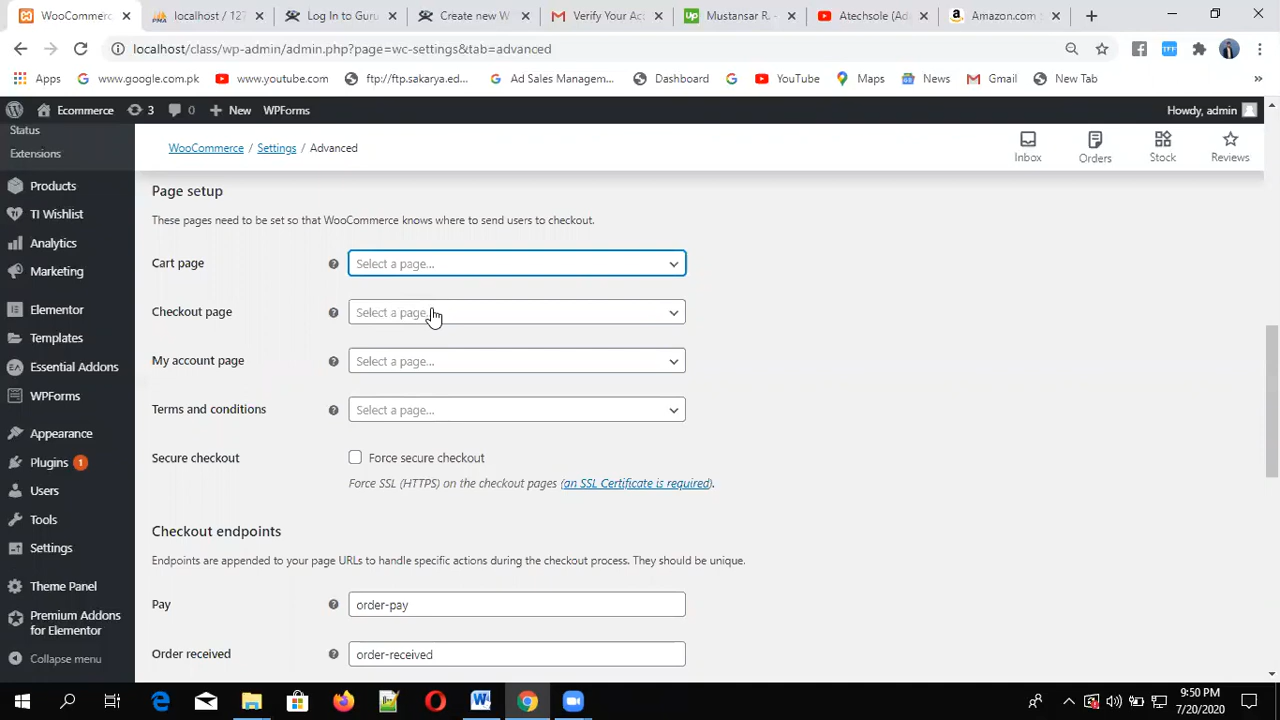 WooCommerce
localhost / 127
Log In to Guru
Create new W
Verify Your Ac
Mustansar R. -
Atechsole (Ad
Amazon.com
localhost/class/wp-admin/admin.php?page=wc-settings&tab=advanced
Apps
www.google.com.pk
www.youtube.com
ftp://ftp.sakarya.ed...
Ad Sales Managem...
Dashboard
YouTube
Maps
News
Gmail
New Tab
Ecommerce
3
0
New
WPForms
Howdy, admin
Status
Extensions
Products
TI Wishlist
Analytics
Marketing
Elementor
Templates
Essential Addons
WPForms
Appearance
Plugins 1
Users
Tools
Settings
Theme Panel
Premium Addons
for Elementor
Collapse menu
WooCommerce / Settings / Advanced
Inbox
Orders
Stock
Reviews
Page setup
These pages need to be set so that WooCommerce knows where to send users to checkout.
Cart page
Select a page...
Checkout page
Select a page...
My account page
Select a page...
Terms and conditions
Select a page...
Secure checkout
Force secure checkout
Force SSL (HTTPS) on the checkout pages (an SSL Certificate is required).
Checkout endpoints
Endpoints are appended to your page URLs to handle specific actions during the checkout process. They should be unique.
Pay
order-pay
Order received
order-received
9:50 PM
7/20/2020